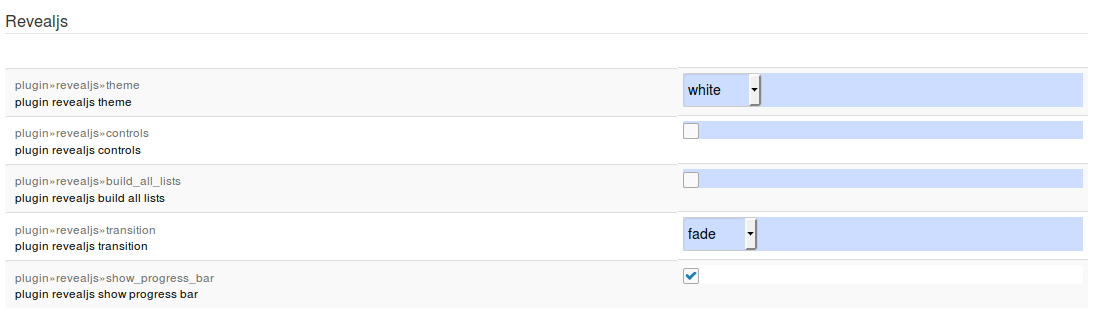 Revealjs
plugin»revealjs»theme
plugin revealjs theme
white
plugin»revealjs»controls
plugin revealjs controls
plugin»revealjs»build_all_lists
plugin revealjs build all lists
plugin»revealjs»transition
plugin revealjs transition
fade
plugin»revealjs»show_progress_bar
plugin revealjs show progress bar